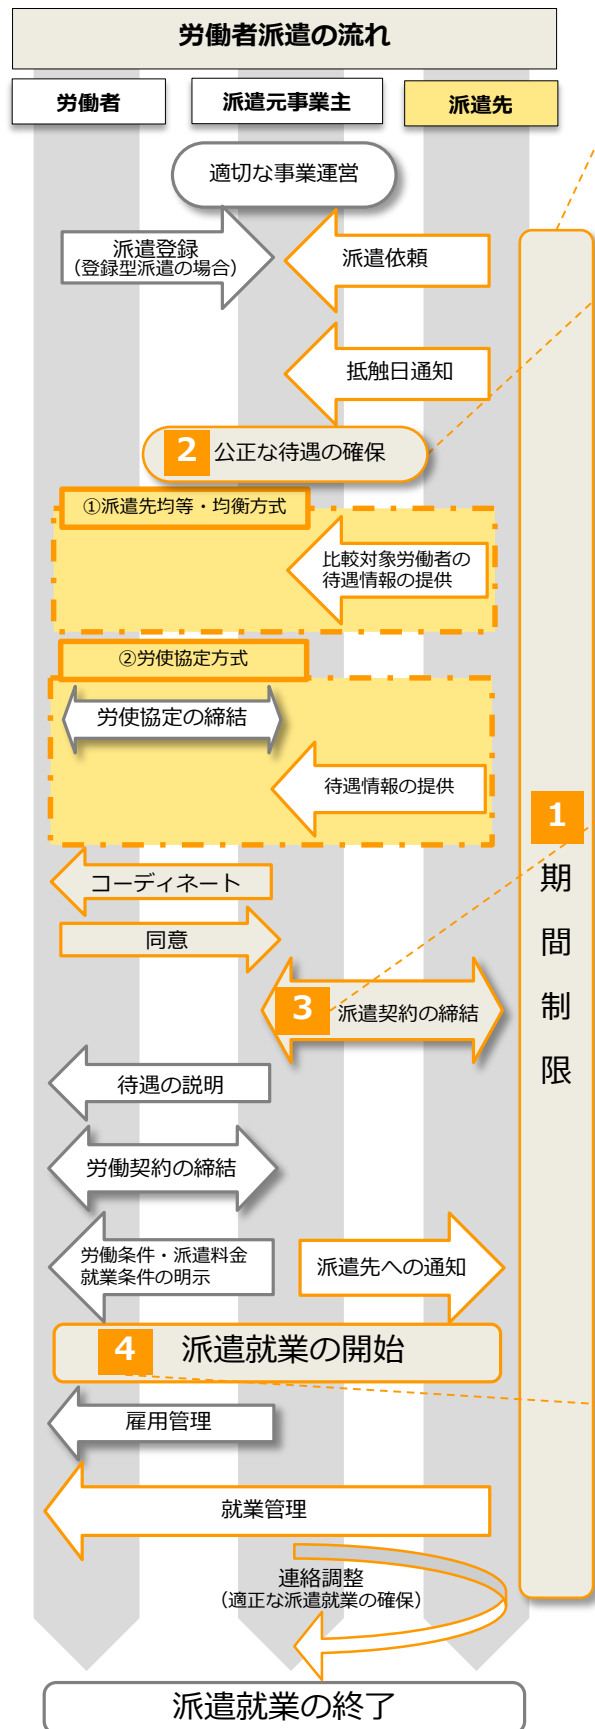 労働者派遣の流れ
労働者
派遣元事業主
派遣先
適切な事業運営
派遣登録
（登録型派遣の場合）
派遣依頼
抵触日通知
2 公正な待遇の確保
①派遣先均等・均衡方式
比較対象労働者の
待遇情報の提供
②労使協定方式
労使協定の締結
待遇情報の提供
1
期
間
制
限
コーディネート
同意
3 派遣契約の締結
待遇の説明
労働契約の締結
労働条件・派遣料金
就業条件の明示
派遣先への通知
4 派遣就業の開始
雇用管理
就業管理
連絡調整
（適正な派遣就業の確保）
派遣就業の終了